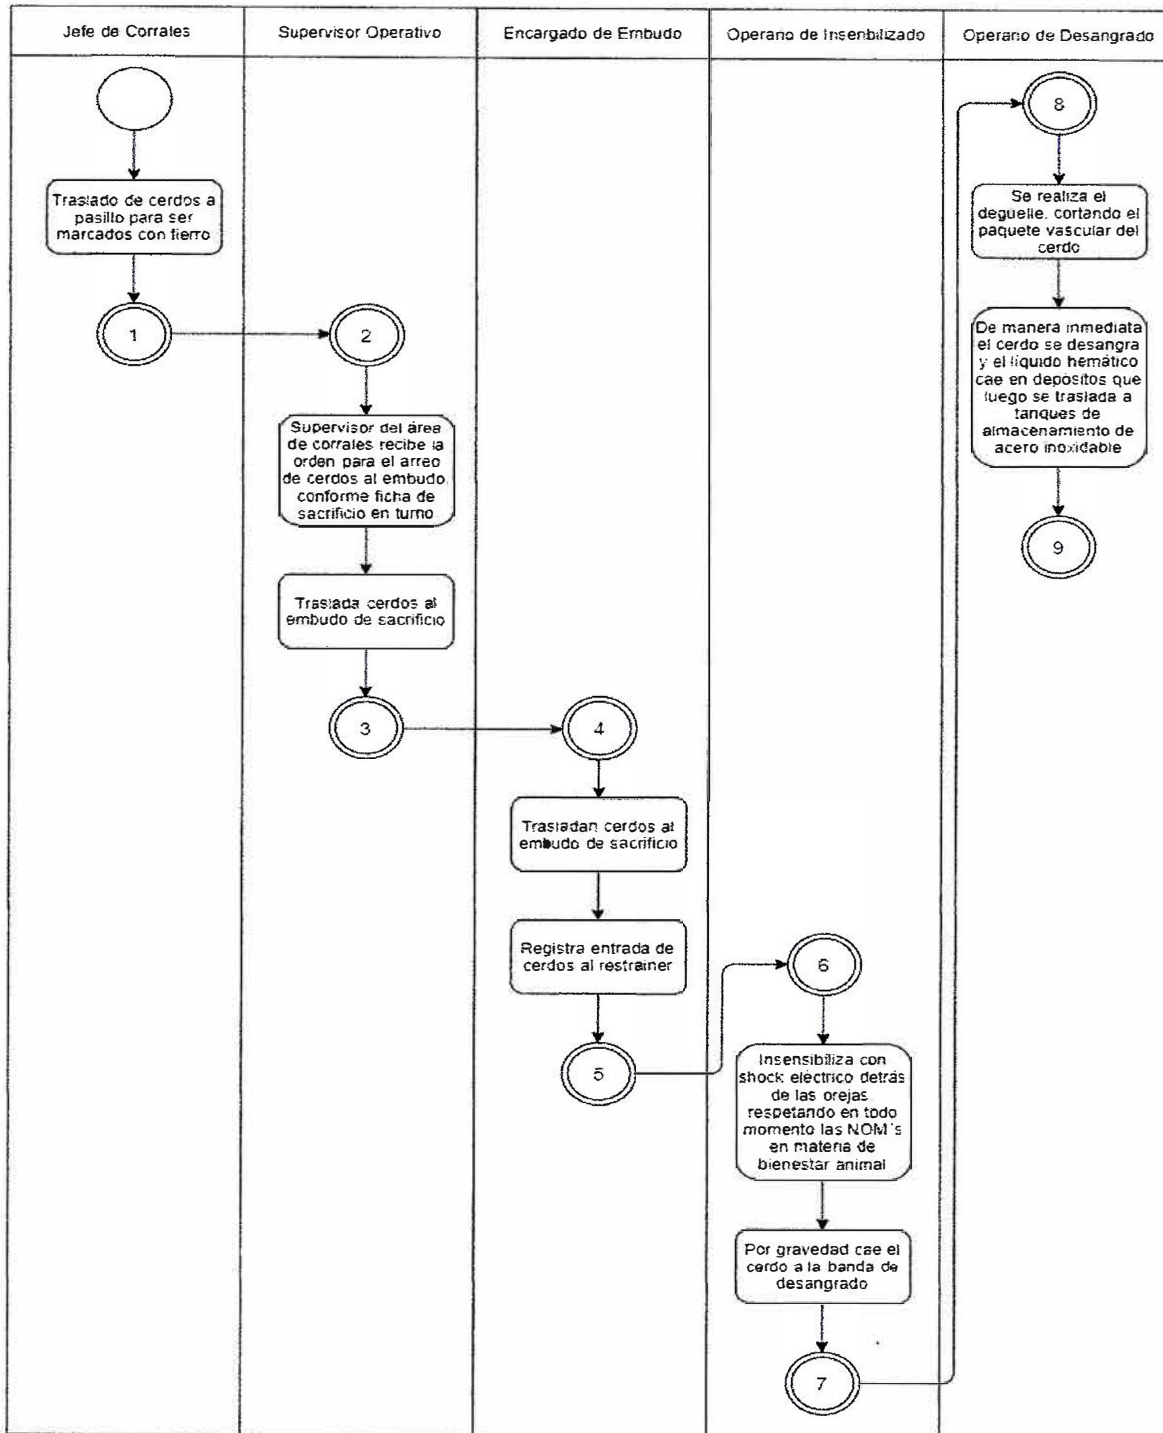 Jefe de Corrales
Supervisor Operativo
Encargado de Embudo
Operario de Insenbilizado
Operario de Desangrado
Traslado de cerdos a
pasillo para ser
marcados con fierro
1
2
Supervisor del área
de corrales recibe la
orden para el arreo
de cerdos al embudo,
conforme ficha de
sacrificio en turno
Traslada cerdos al
embudo de sacrificio
3
4
Trasladan cerdos al
embudo de sacrificio
Registra entrada de
cerdos al restrainer
5
6
Insensibiliza con
shock eléctrico detrás
de las orejas,
respetando en todo
momento las NOM's
en materia de
bienestar animal
Por gravedad cae el
cerdo a la banda de
desangrado
7
8
Se realiza el
degüelle, cortando el
paquete vascular del
cerdo
De manera inmediata
el cerdo se desangra
y el líquido hemático
cae en depósitos que
luego se traslada a
tanques de
almacenamiento de
acero inoxidable
9